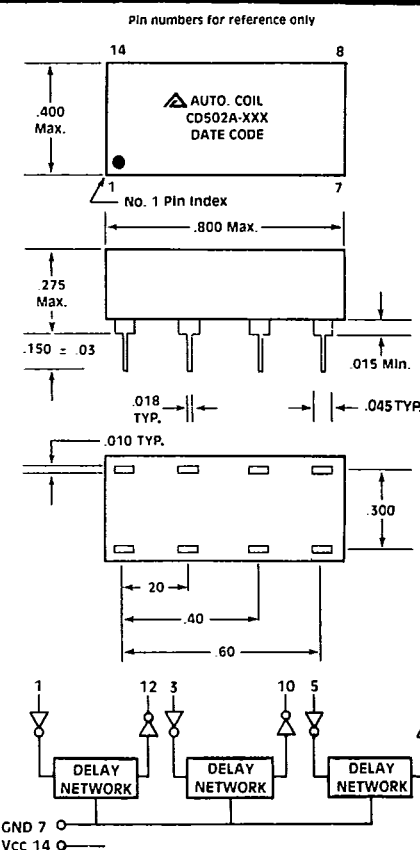 Pin numbers for reference only
14 8
.400
Max.
AUTO. COIL
CD502A-XXX
DATE CODE
1 7
No. 1 Pin Index
.800 Max.
.275
Max.
.150 ± .03
.015 Min.
.018
TYP.
.045 TYP.
.010 TYP.
.300
20
.40
.60
1 12 3 10 5
DELAY
NETWORK
DELAY
NETWORK
DELAY
NETWORK
GND 7
Vcc 14